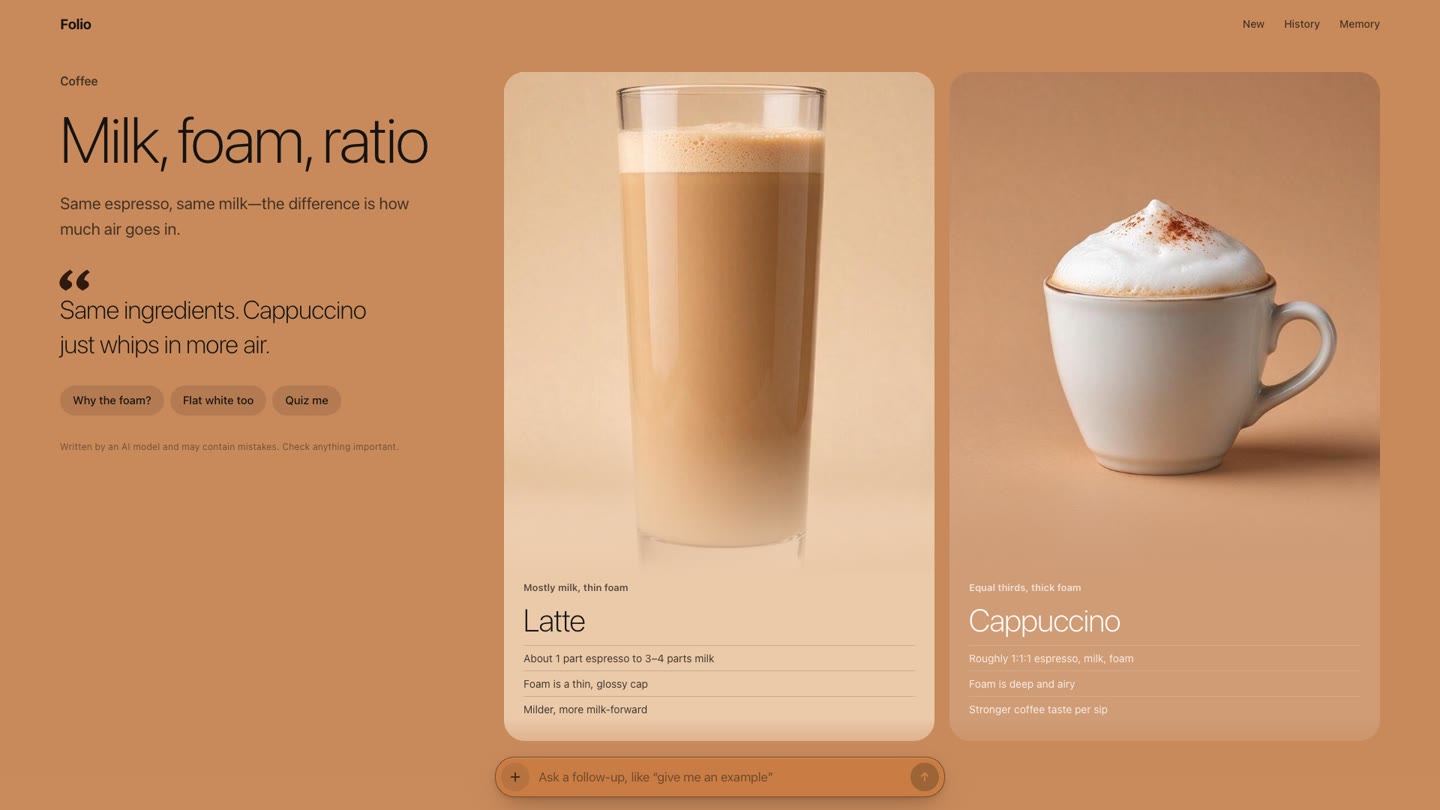 Folio
New History Memory
Coffee
Milk, foam, ratio
Same espresso, same milk—the difference is how
much air goes in.
“
Same ingredients. Cappuccino
just whips in more air.
Why the foam? Flat white too Quiz me
Written by an AI model and may contain mistakes. Check anything important.
Mostly milk, thin foam
Latte
About 1 part espresso to 3–4 parts milk
Foam is a thin, glossy cap
Milder, more milk-forward
Equal thirds, thick foam
Cappuccino
Roughly 1:1:1 espresso, milk, foam
Foam is deep and airy
Stronger coffee taste per sip
Ask a follow-up, like “give me an example”